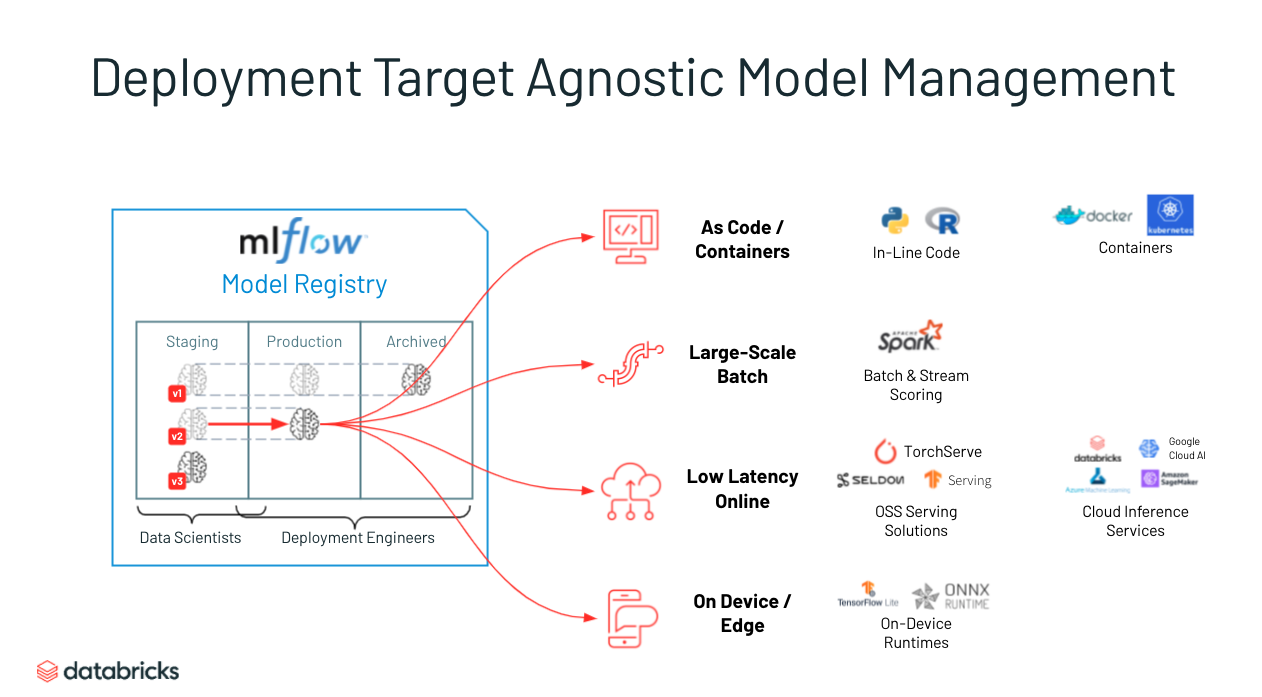 Deployment Target Agnostic Model Management
mlflow™
Model Registry
Staging
Production
Archived
v1
v2
v3
Data Scientists
Deployment Engineers
As Code /
Containers
R
In-Line Code
docker
kubernetes
Containers
Large-Scale
Batch
APACHE
Spark™
Batch & Stream
Scoring
Low Latency
Online
TorchServe
SELDON
Serving
OSS Serving
Solutions
databricks
Google
Cloud AI
Azure Machine Learning
Amazon
SageMaker
Cloud Inference
Services
On Device /
Edge
TensorFlow Lite
ONNX
RUNTIME
On-Device
Runtimes
databricks